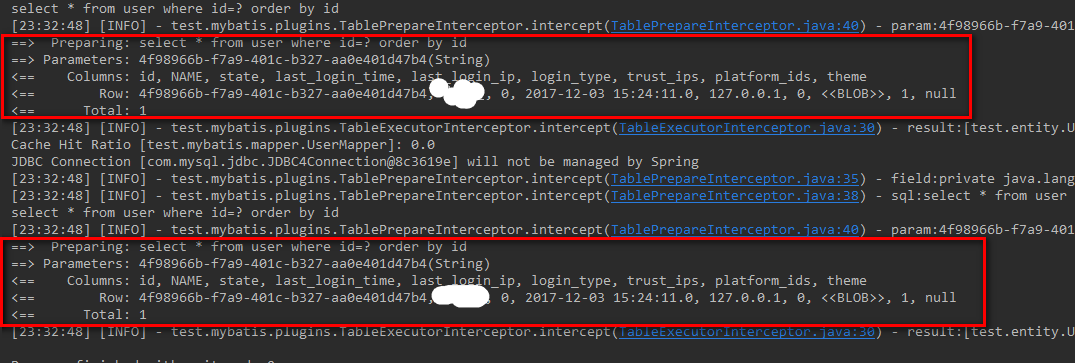 select * from user where id=? order by id
[23:32:48] [INFO] - test.mybatis.plugins.TablePrepareInterceptor.intercept(TablePrepareInterceptor.java:40) - param:4f98966b-f7a9-401
==>  Preparing: select * from user where id=? order by id
==> Parameters: 4f98966b-f7a9-401c-b327-aa0e401d47b4(String)
<==    Columns: id, NAME, state, last_login_time, last_login_ip, login_type, trust_ips, platform_ids, theme
<==        Row: 4f98966b-f7a9-401c-b327-aa0e401d47b4, , 0, 2017-12-03 15:24:11.0, 127.0.0.1, 0, <<BLOB>>, 1, null
<==      Total: 1
[23:32:48] [INFO] - test.mybatis.plugins.TableExecutorInterceptor.intercept(TableExecutorInterceptor.java:30) - result:[test.entity.U
Cache Hit Ratio [test.mybatis.mapper.UserMapper]: 0.0
JDBC Connection [com.mysql.jdbc.JDBC4Connection@8c3619e] will not be managed by Spring
[23:32:48] [INFO] - test.mybatis.plugins.TablePrepareInterceptor.intercept(TablePrepareInterceptor.java:35) - field:private java.lang
[23:32:48] [INFO] - test.mybatis.plugins.TablePrepareInterceptor.intercept(TablePrepareInterceptor.java:38) - sql:select * from user
select * from user where id=? order by id
[23:32:48] [INFO] - test.mybatis.plugins.TablePrepareInterceptor.intercept(TablePrepareInterceptor.java:40) - param:4f98966b-f7a9-401
==>  Preparing: select * from user where id=? order by id
==> Parameters: 4f98966b-f7a9-401c-b327-aa0e401d47b4(String)
<==    Columns: id, NAME, state, last_login_time, last_login_ip, login_type, trust_ips, platform_ids, theme
<==        Row: 4f98966b-f7a9-401c-b327-aa0e401d47b4, , 0, 2017-12-03 15:24:11.0, 127.0.0.1, 0, <<BLOB>>, 1, null
<==      Total: 1
[23:32:48] [INFO] - test.mybatis.plugins.TableExecutorInterceptor.intercept(TableExecutorInterceptor.java:30) - result:[test.entity.U